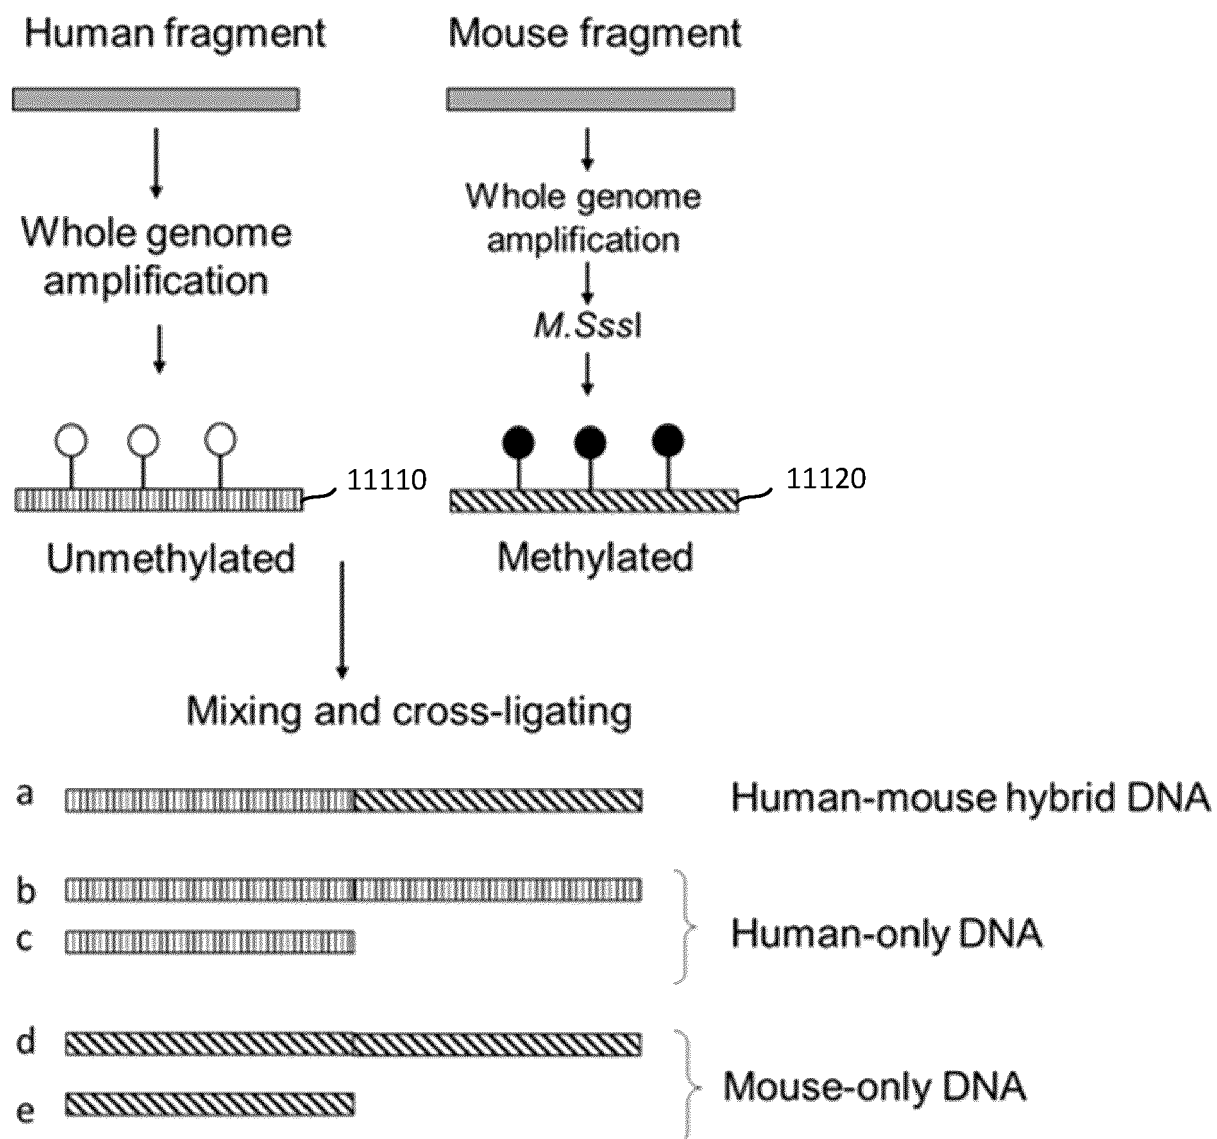 Human fragment
Mouse fragment
Whole genome
amplification
Whole genome
amplification
M.SssI
11110
11120
Unmethylated
Methylated
Mixing and cross-ligating
a
Human-mouse hybrid DNA
b
c
Human-only DNA
d
e
Mouse-only DNA